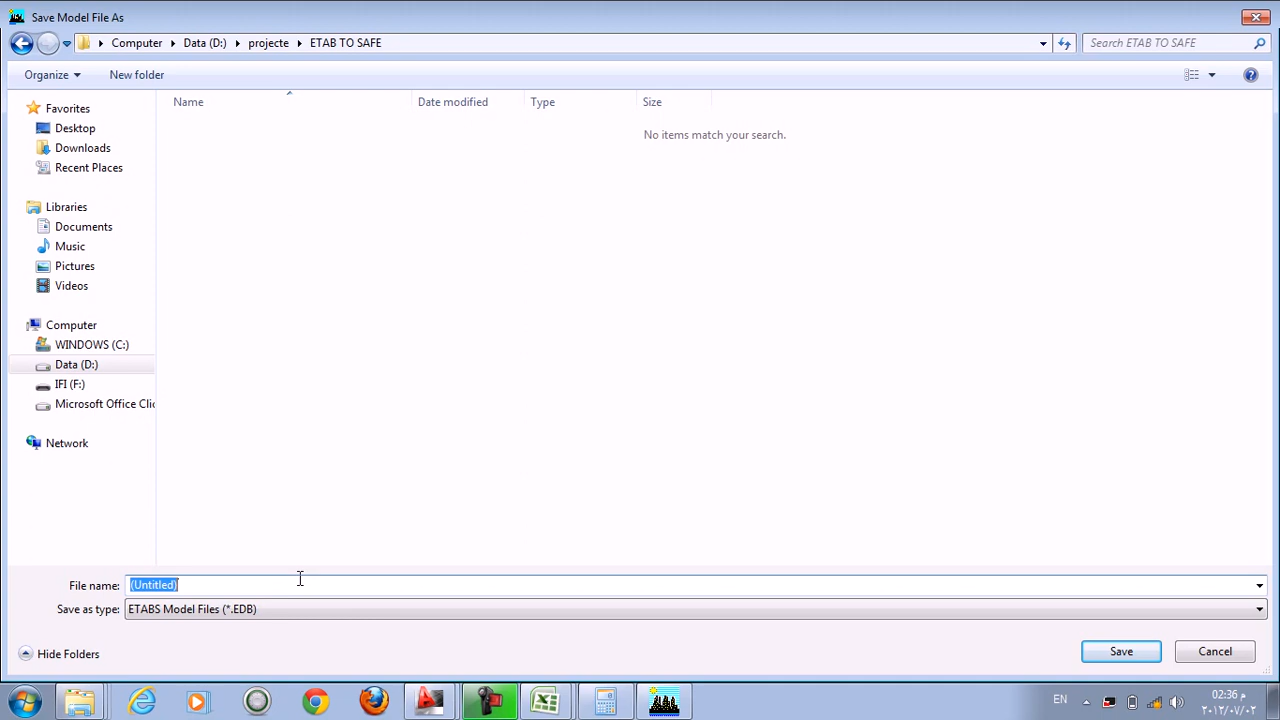 Save Model File As
Computer Data (D:) projecte ETAB TO SAFE
Search ETAB TO SAFE
Organize New folder
Name Date modified Type Size
No items match your search.
Favorites
Desktop
Downloads
Recent Places
Libraries
Documents
Music
Pictures
Videos
Computer
WINDOWS (C:)
Data (D:)
IFI (F:)
Microsoft Office Clic
Network
File name: (Untitled)
Save as type: ETABS Model Files (*.EDB)
Hide Folders
Save Cancel
EN
02:36 م
٢٠١٢/٠٧/٠٢